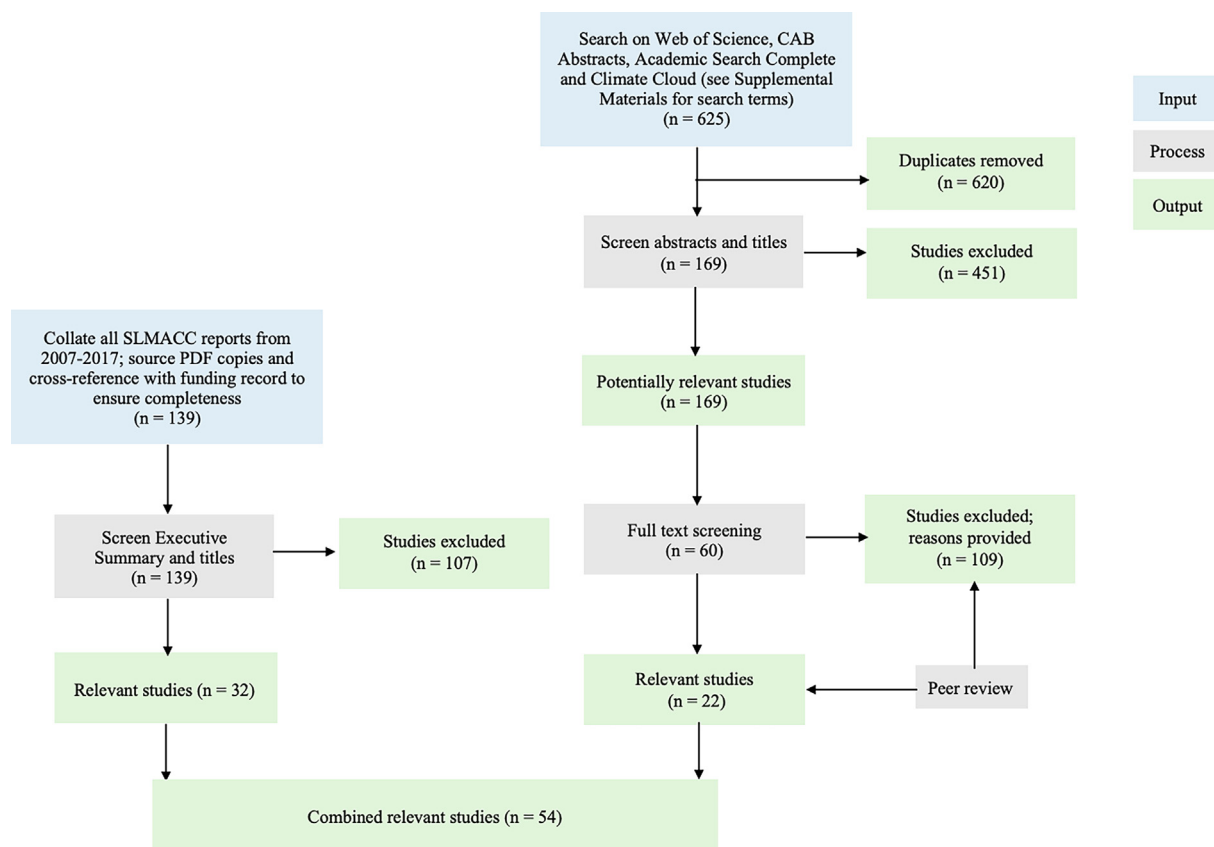 Search on Web of Science, CAB
Abstracts, Academic Search Complete
and Climate Cloud (see Supplemental
Materials for search terms)
(n = 625)
Input
Process
Output
Duplicates removed
(n = 620)
Screen abstracts and titles
(n = 169)
Studies excluded
(n = 451)
Collate all SLMACC reports from
2007-2017; source PDF copies and
cross-reference with funding record to
ensure completeness
(n = 139)
Potentially relevant studies
(n = 169)
Screen Executive
Summary and titles
(n = 139)
Studies excluded
(n = 107)
Full text screening
(n = 60)
Studies excluded;
reasons provided
(n = 109)
Relevant studies (n = 32)
Relevant studies
(n = 22)
Peer review
Combined relevant studies (n = 54)